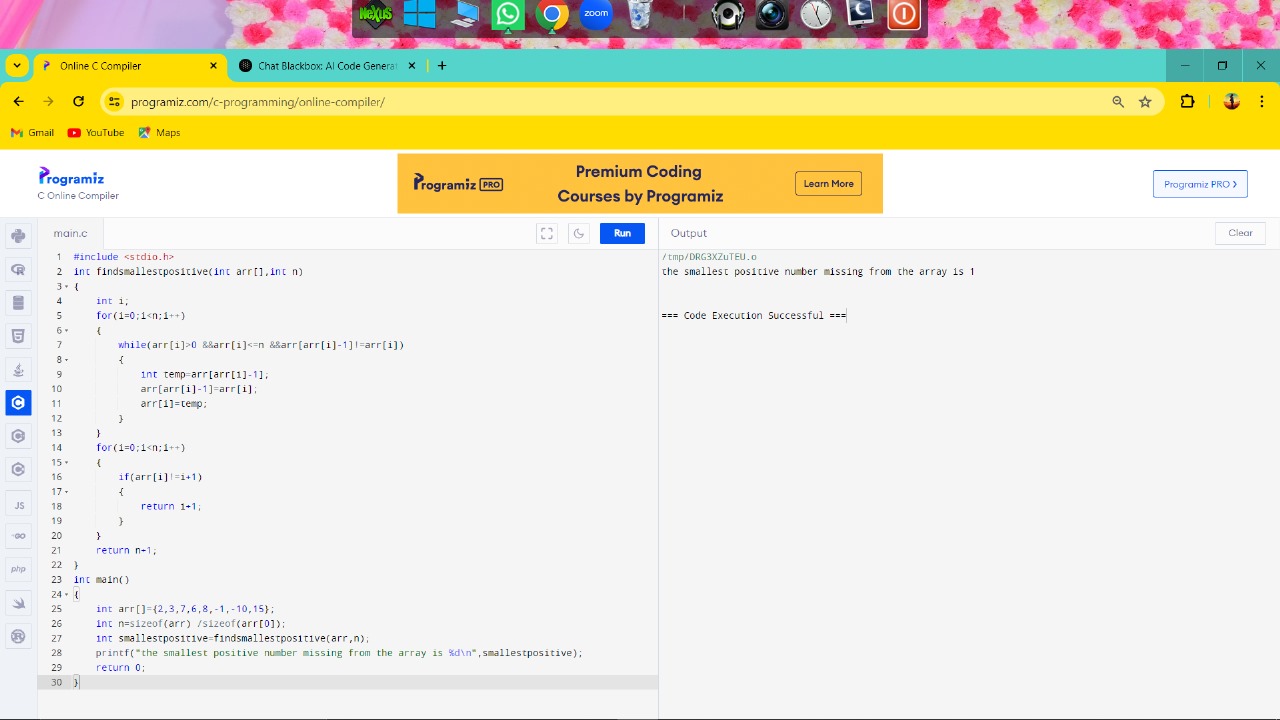 NeXuS
zoom
Online C Compiler
Chat Blackbox: AI Code Generat
programiz.com/c-programming/online-compiler/
Gmail
YouTube
Maps
Programiz
C Online Compiler
Programiz PRO
Premium Coding
Courses by Programiz
Learn More
Programiz PRO
main.c
Run
Output
Clear
1 #include <stdio.h>
2 int findsmallestpositive(int arr[],int n)
3 {
4 int i;
5 for(i=0;i<n;i++)
6 {
7 while(arr[i]>0 &&arr[i]<=n &&arr[arr[i]-1]!=arr[i])
8 {
9 int temp=arr[arr[i]-1];
10 arr[arr[i]-1]=arr[i];
11 arr[i]=temp;
12 }
13 }
14 for(i=0;i<n;i++)
15 {
16 if(arr[i]!=i+1)
17 {
18 return i+1;
19 }
20 }
21 return n+1;
22 }
23 int main()
24 {
25 int arr[]={2,3,7,6,8,-1,-10,15};
26 int n=sizeof(arr) /sizeof(arr[0]);
27 int smallestpositive=findsmallestpositive(arr,n);
28 printf("the smallest positive number missing from the array is %d\n",smallestpositive);
29 return 0;
30 }
/tmp/DRG3XZuTEU.o
the smallest positive number missing from the array is 1
=== Code Execution Successful ===
JS
GO
php